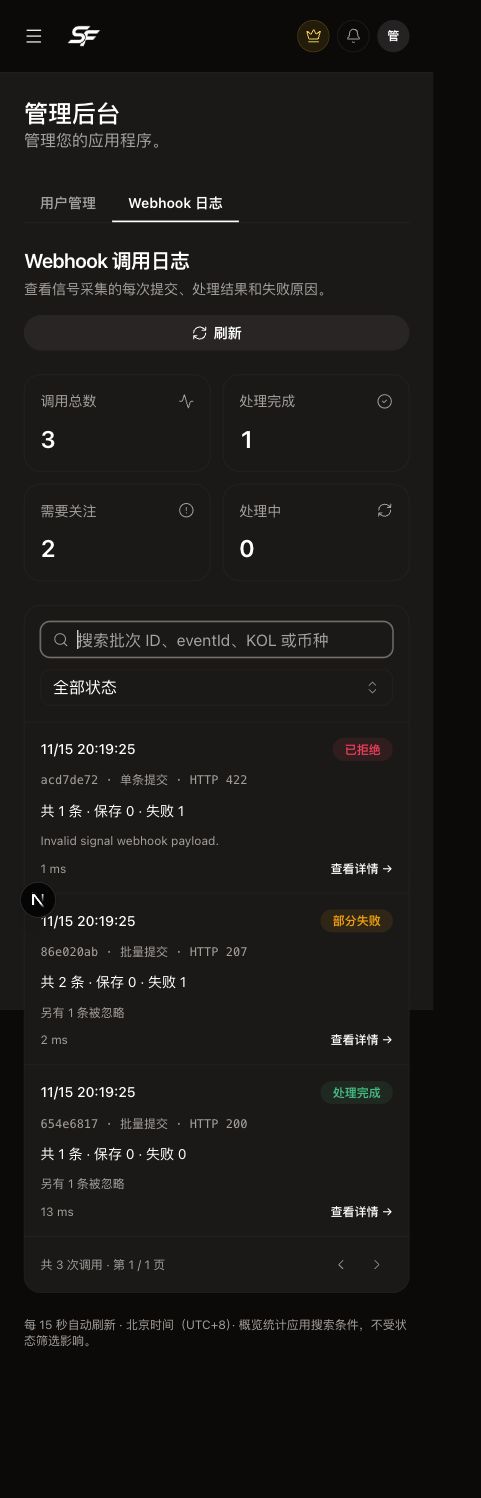 SF
管
管理后台
管理您的应用程序。
用户管理
Webhook 日志
Webhook 调用日志
查看信号采集的每次提交、处理结果和失败原因。
刷新
调用总数
3
处理完成
1
需要关注
2
处理中
0
搜索批次 ID、eventId、KOL 或币种
全部状态
11/15 20:19:25
已拒绝
acd7de72 · 单条提交 · HTTP 422
共 1 条 · 保存 0 · 失败 1
Invalid signal webhook payload.
1 ms
查看详情 →
N
11/15 20:19:25
部分失败
86e020ab · 批量提交 · HTTP 207
共 2 条 · 保存 0 · 失败 1
另有 1 条被忽略
2 ms
查看详情 →
11/15 20:19:25
处理完成
654e6817 · 批量提交 · HTTP 200
共 1 条 · 保存 0 · 失败 0
另有 1 条被忽略
13 ms
查看详情 →
共 3 次调用 · 第 1 / 1 页
每 15 秒自动刷新 · 北京时间（UTC+8）· 概览统计应用搜索条件，不受状
态筛选影响。